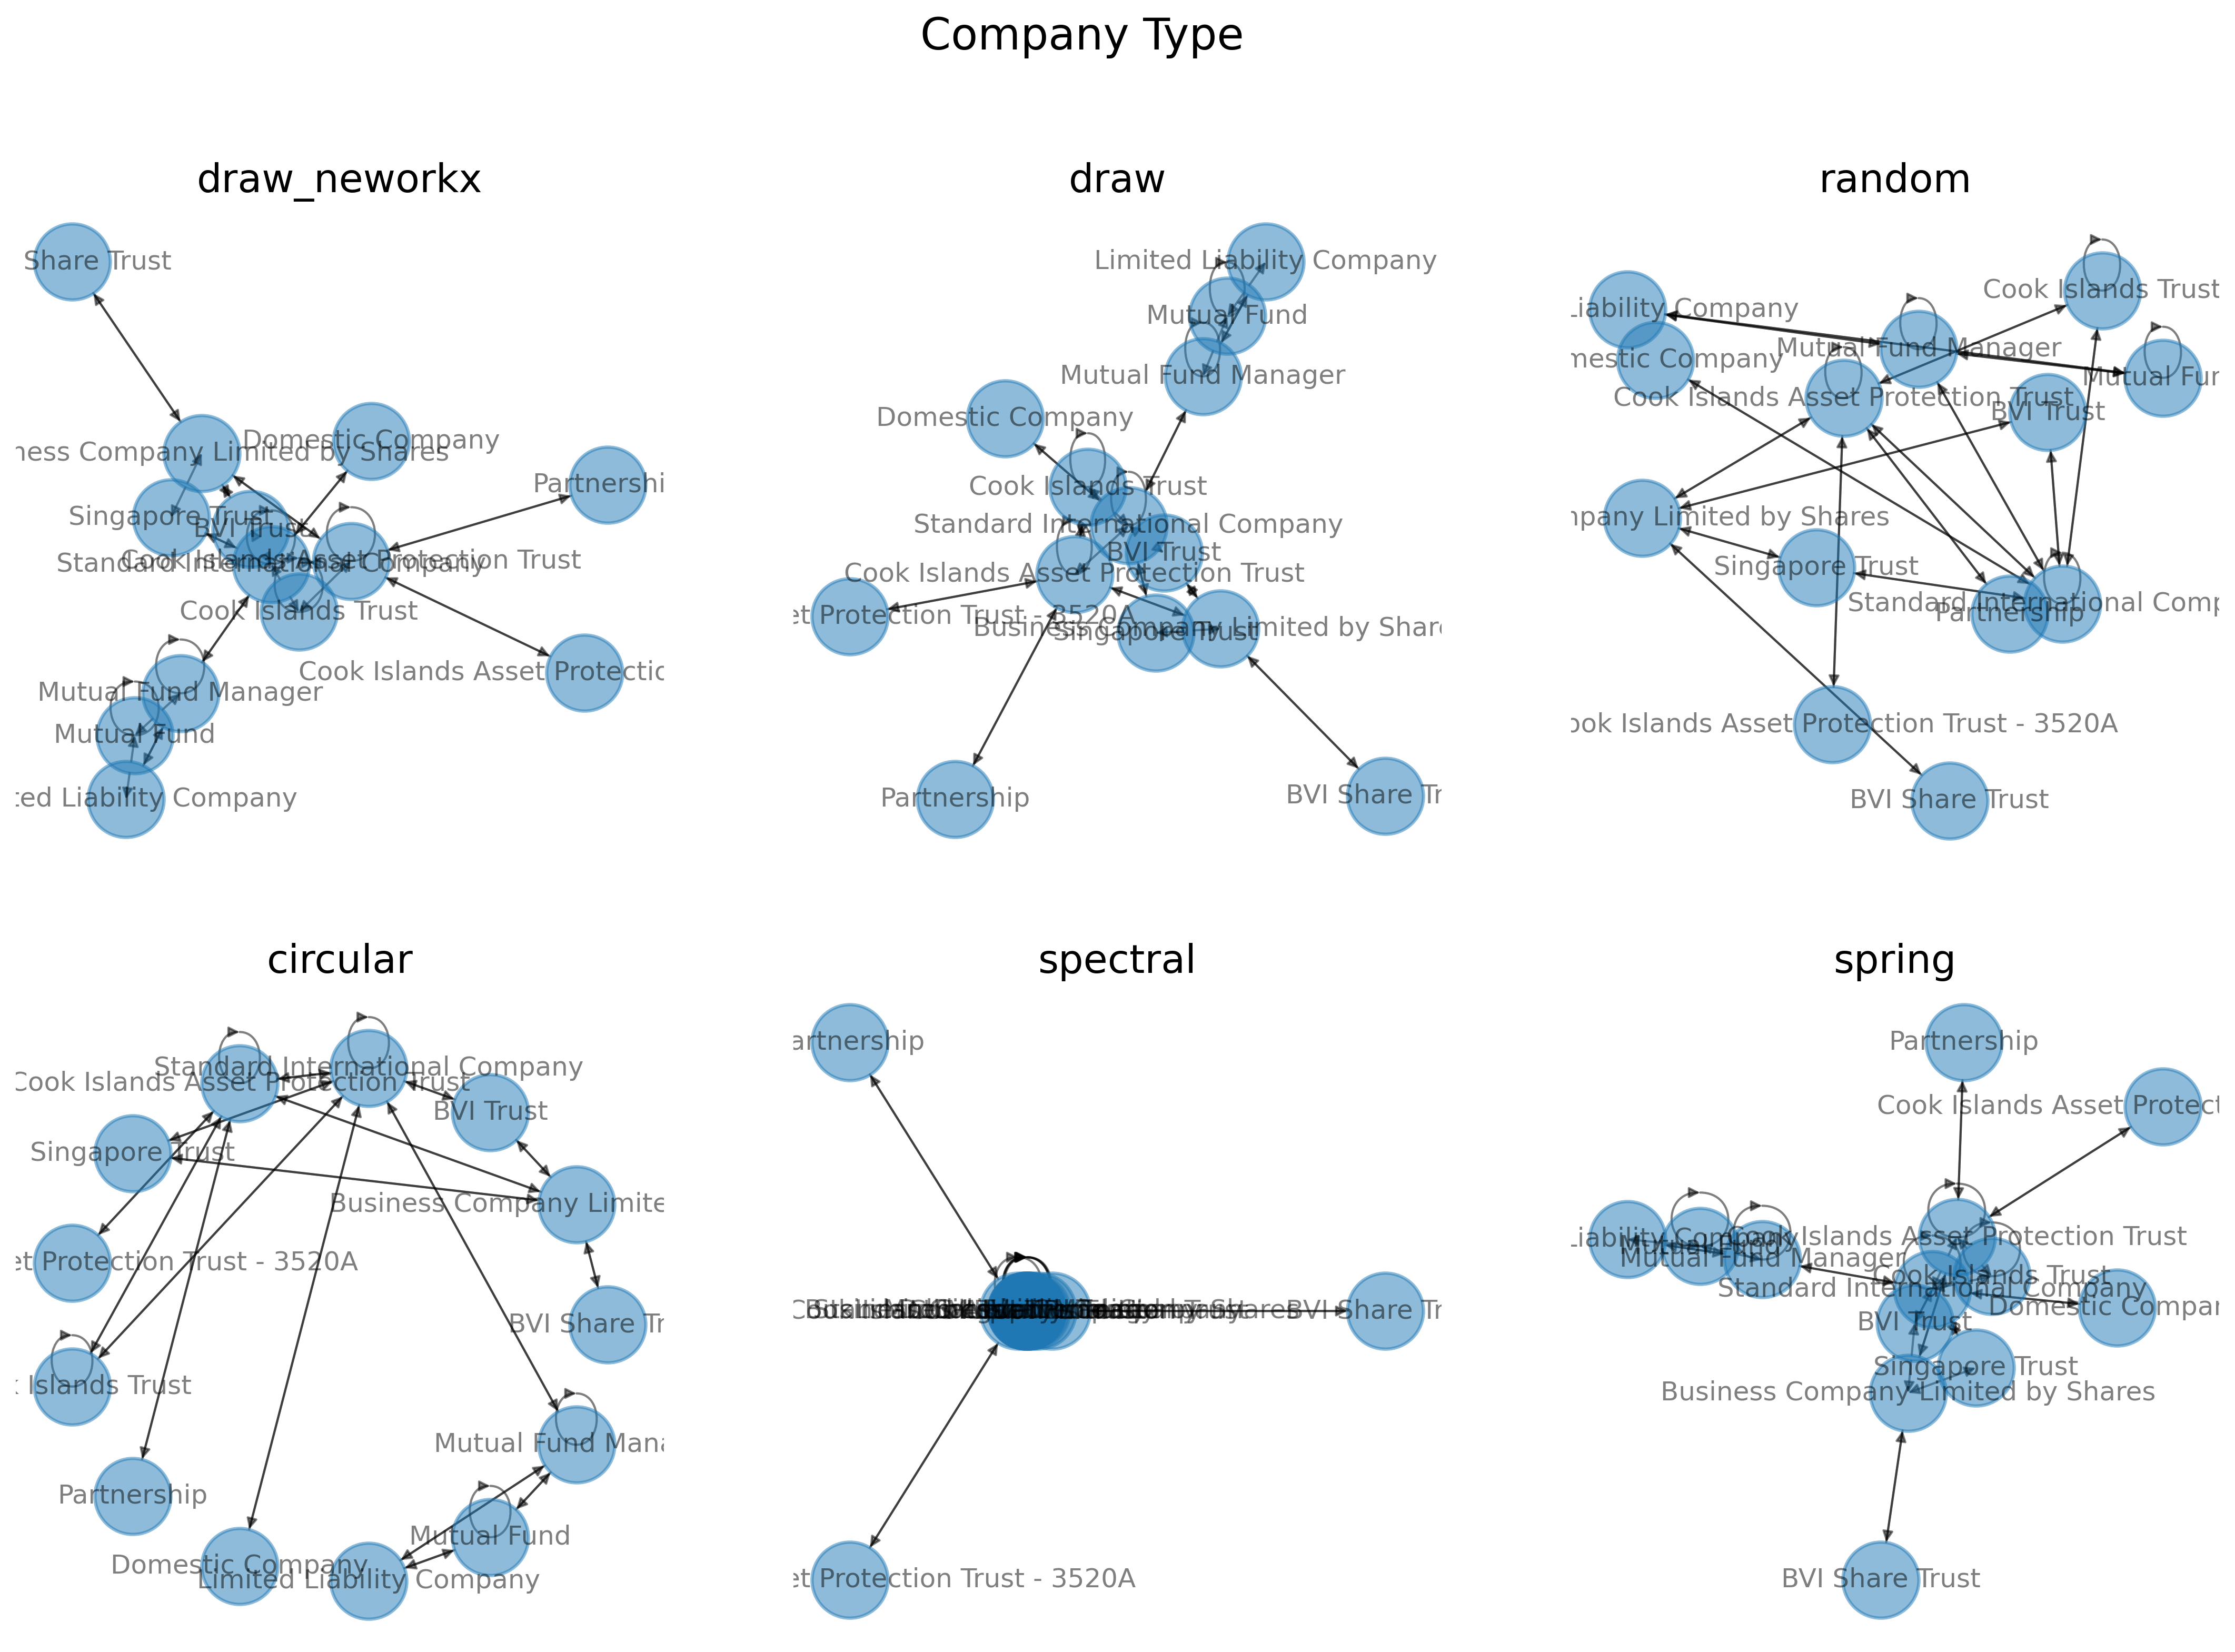 Company Type
draw_neworkx
Share Trust
Domestic Company
ness Company Limited by Shares
Partnershi
Singapore Trust
BVI Trust
Cook Islands Asset Protection Trust
Standard International Company
Cook Islands Trust
Cook Islands Asset Protectic
Mutual Fund Manager
Mutual Fund
ted Liability Company
draw
Limited Liability Company
Mutual Fund
Mutual Fund Manager
Domestic Company
Cook Islands Trust
Standard International Company
BVI Trust
Cook Islands Asset Protection Trust
et Protection Trust - 3520A
Business Company Limited by Shar
Singapore Trust
Partnership
BVI Share Tr
random
Cook Islands Trust
Liability Company
Mutual Fund Manager
mestic Company
Mutual Fur
Cook Islands Asset Protection Trust
BVI Trust
mpany Limited by Shares
Singapore Trust
Standard International Comp
Partnership
ook Islands Asset Protection Trust - 3520A
BVI Share Trust
circular
Standard International Company
Cook Islands Asset Protection Trust
BVI Trust
Singapore Trust
Business Company Limite
et Protection Trust - 3520A
BVI Share Tr
k Islands Trust
Mutual Fund Mana
Partnership
Mutual Fund
Domestic Company
Limited Liability Company
spectral
artnership
BVI Share Tr
et Protection Trust - 3520A
spring
Partnership
Cook Islands Asset Protect
Cook Islands Asset Protection Trust
Liability Company
Mutual Fund
Mutual Fund Manager
Cook Islands Trust
Standard International Company
Domestic Compar
BVI Trust
Singapore Trust
Business Company Limited by Shares
BVI Share Trust